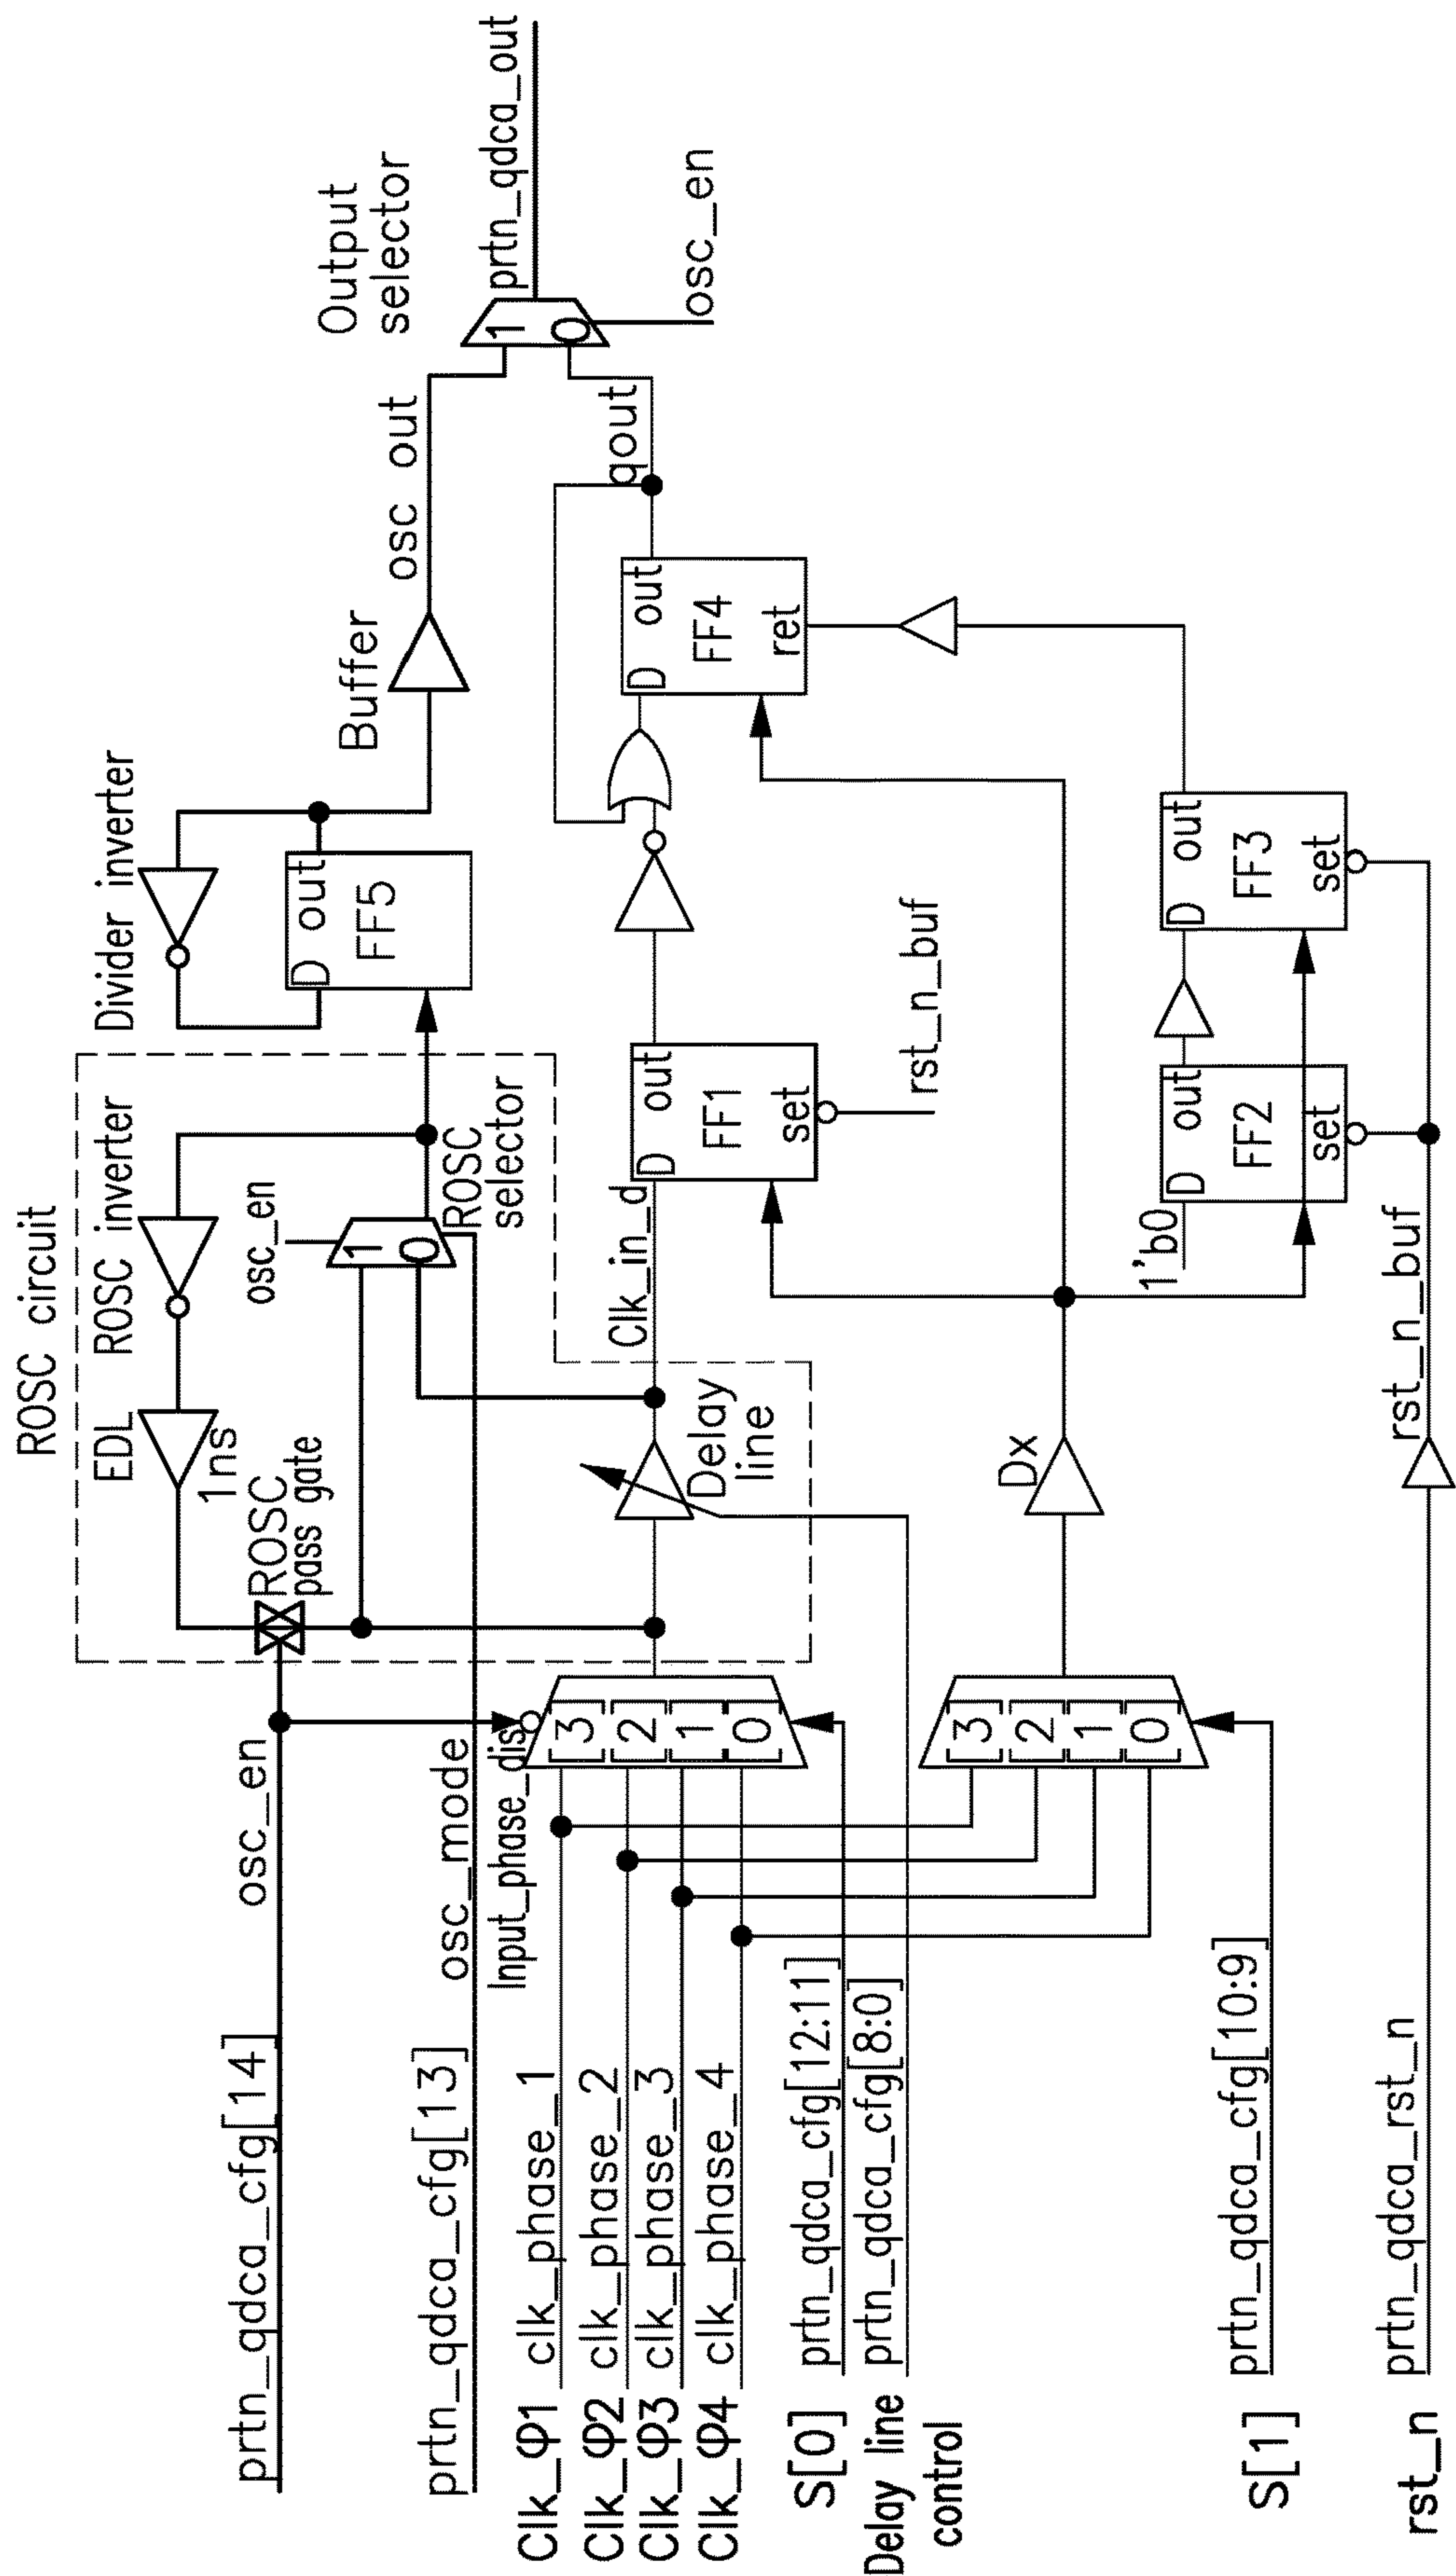 ROSC circuit
EDL
ROSC inverter
Divider inverter
1ns
ROSC
pass gate
osc_en
ROSC
selector
1
0
D out
FF5
Buffer
osc out
Output
selector
1
0
prtn_qdca_out
osc_en
prtn_qdca_cfg[14]
osc_en
prtn_qdca_cfg[13]
osc_mode
Input_phase_dis
Clk_φ1 clk_phase_1
Clk_φ2 clk_phase_2
Clk_φ3 clk_phase_3
Clk_φ4 clk_phase_4
3
2
1
0
Delay
line
Clk_in_d
D out
FF1
set
rst_n_buf
D out
FF4
ret
qout
S[0] prtn_qdca_cfg[12:11]
Delay line
control
prtn_qdca_cfg[8:0]
3
2
1
0
Dx
1'b0
D out
FF2
set
D out
FF3
set
S[1] prtn_qdca_cfg[10:9]
rst_n prtn_qdca_rst_n
rst_n_buf